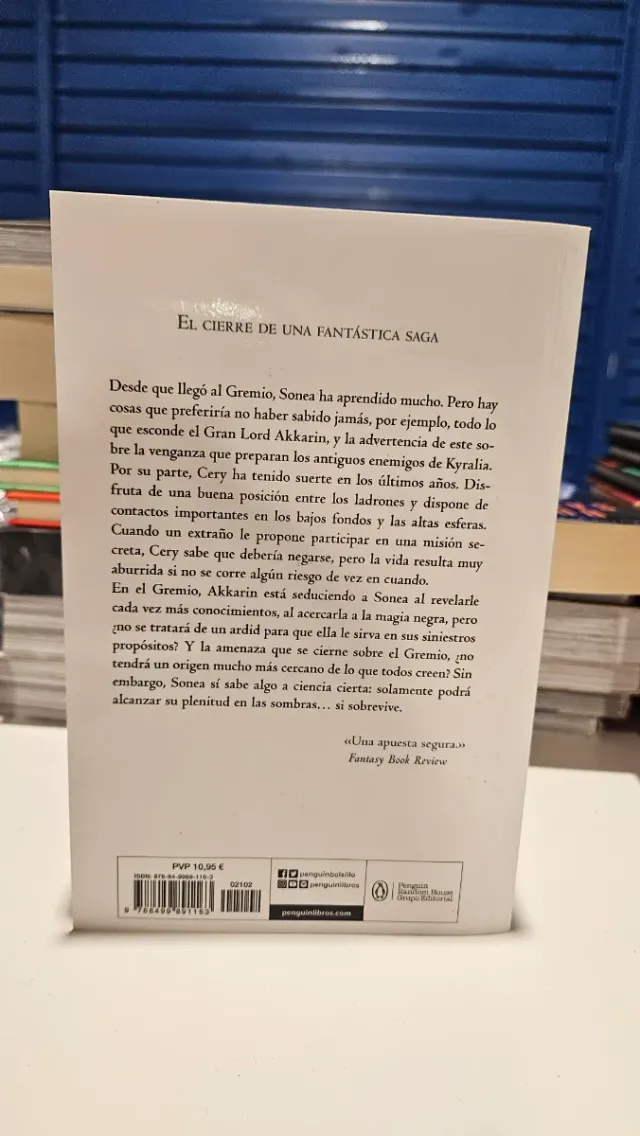 EL CIERRE DE UNA FANTÁSTICA SAGA
Desde que llegó al Gremio, Sonea ha aprendido mucho. Pero hay
cosas que preferiría no haber sabido jamás, por ejemplo, todo lo
que esconde el Gran Lord Akkarin, y la advertencia de este so-
bre la venganza que preparan los antiguos enemigos de Kyralia.
Por su parte, Cery ha tenido suerte en los últimos años. Dis-
fruta de una buena posición entre los ladrones y dispone de
contactos importantes en los bajos fondos y las altas esferas.
Cuando un extraño le propone participar en una misión se-
creta, Cery sabe que debería negarse, pero la vida resulta muy
aburrida si no se corre algún riesgo de vez en cuando.
En el Gremio, Akkarin está seduciendo a Sonea al revelarle
cada vez más conocimientos, al acercarla a la magia negra, pero
¿no se tratará de un ardid para que ella le sirva en sus siniestros
propósitos? Y la amenaza que se cierne sobre el Gremio, ¿no
tendrá un origen mucho más cercano de lo que todos creen? Sin
embargo, Sonea sí sabe algo a ciencia cierta: solamente podrá
alcanzar su plenitud en las sombras... si sobrevive.
«Una apuesta segura.»
Fantasy Book Review
PVP 10,95 €
ISBN: 978-84-9989-116-3
02102
9 788499 891163
penguinbolsillo
penguinlibros
penguinlibros.com
Penguin
Random House
Grupo Editorial